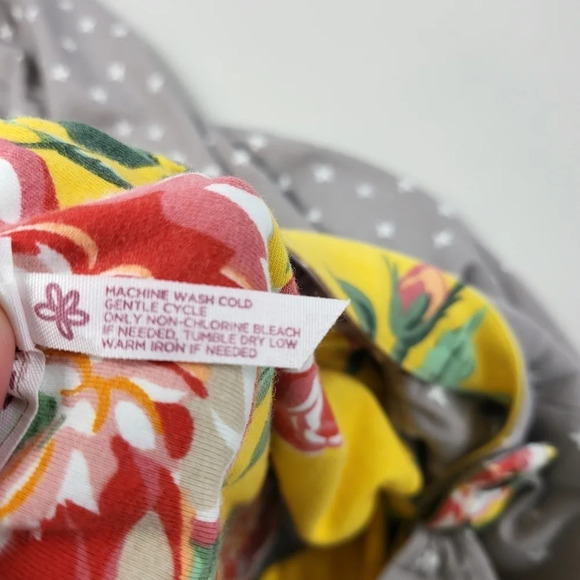 MACHINE WASH COLD
GENTLE CYCLE
ONLY NON-CHLORINE BLEACH
IF NEEDED, TUMBLE DRY LOW
WARM IRON IF NEEDED